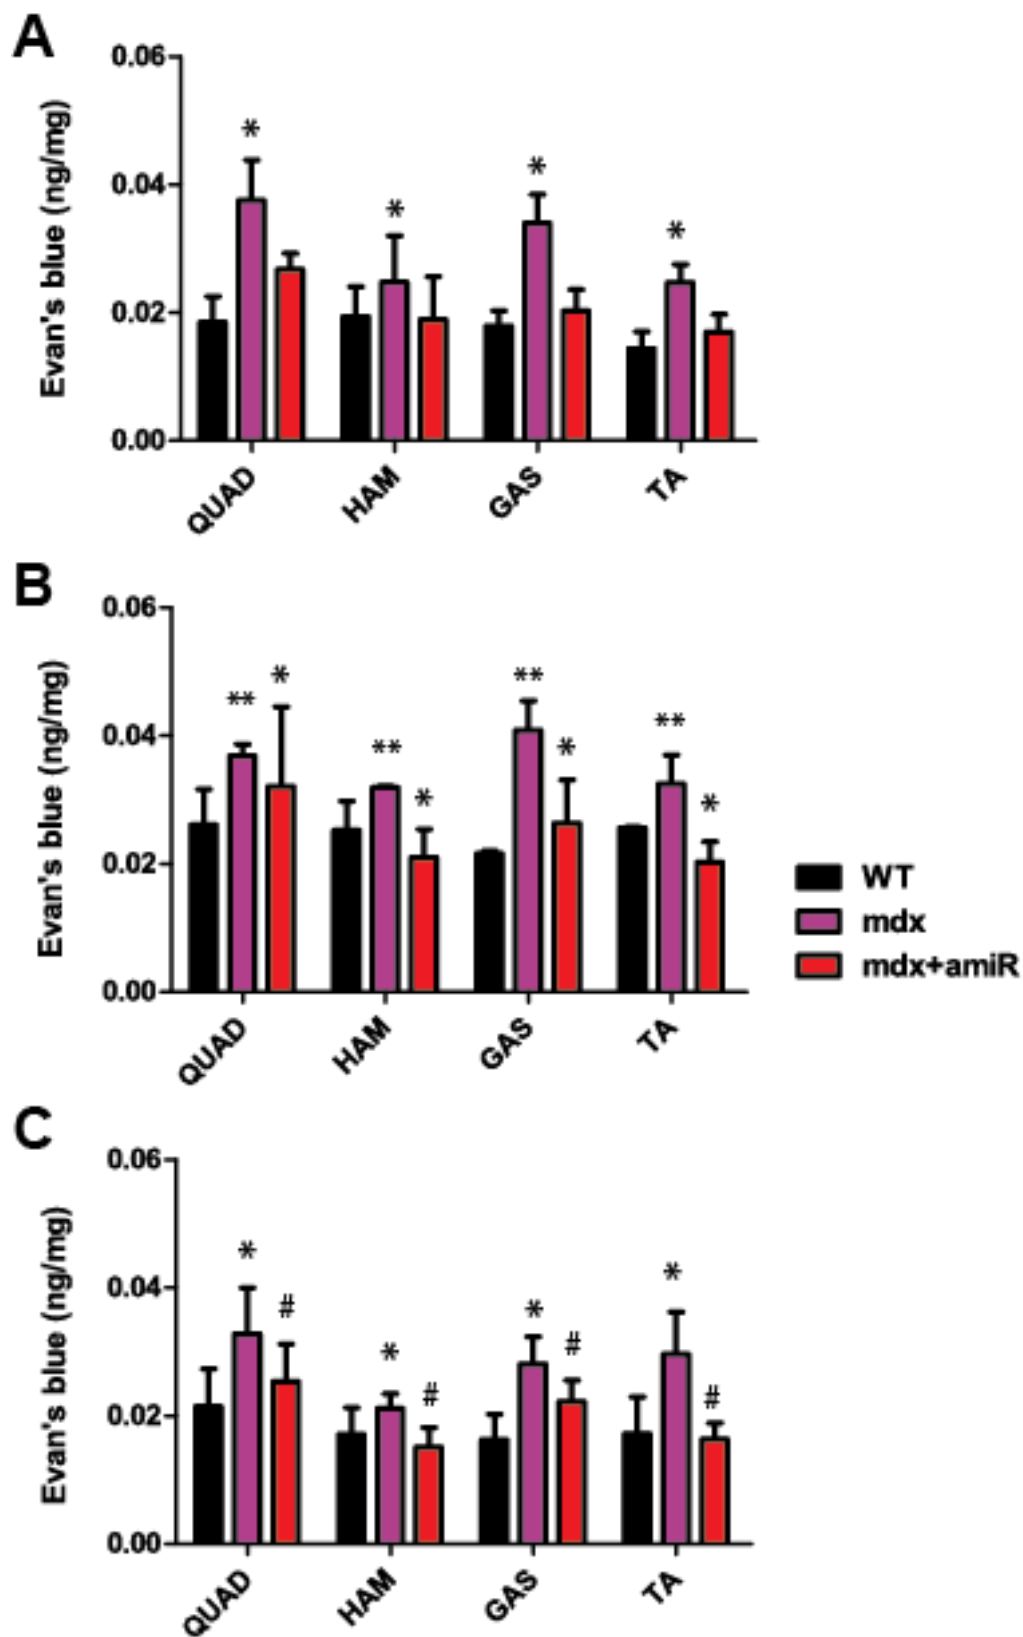 A
Evan's blue (ng/mg)
0.06
0.04
0.02
0.00
*
*
*
*
QUAD
HAM
GAS
TA
B
Evan's blue (ng/mg)
0.06
0.04
0.02
0.00
**
*
**
*
**
*
**
*
QUAD
HAM
GAS
TA
WT
mdx
mdx+amiR
C
Evan's blue (ng/mg)
0.06
0.04
0.02
0.00
*
#
*
#
*
#
*
#
QUAD
HAM
GAS
TA